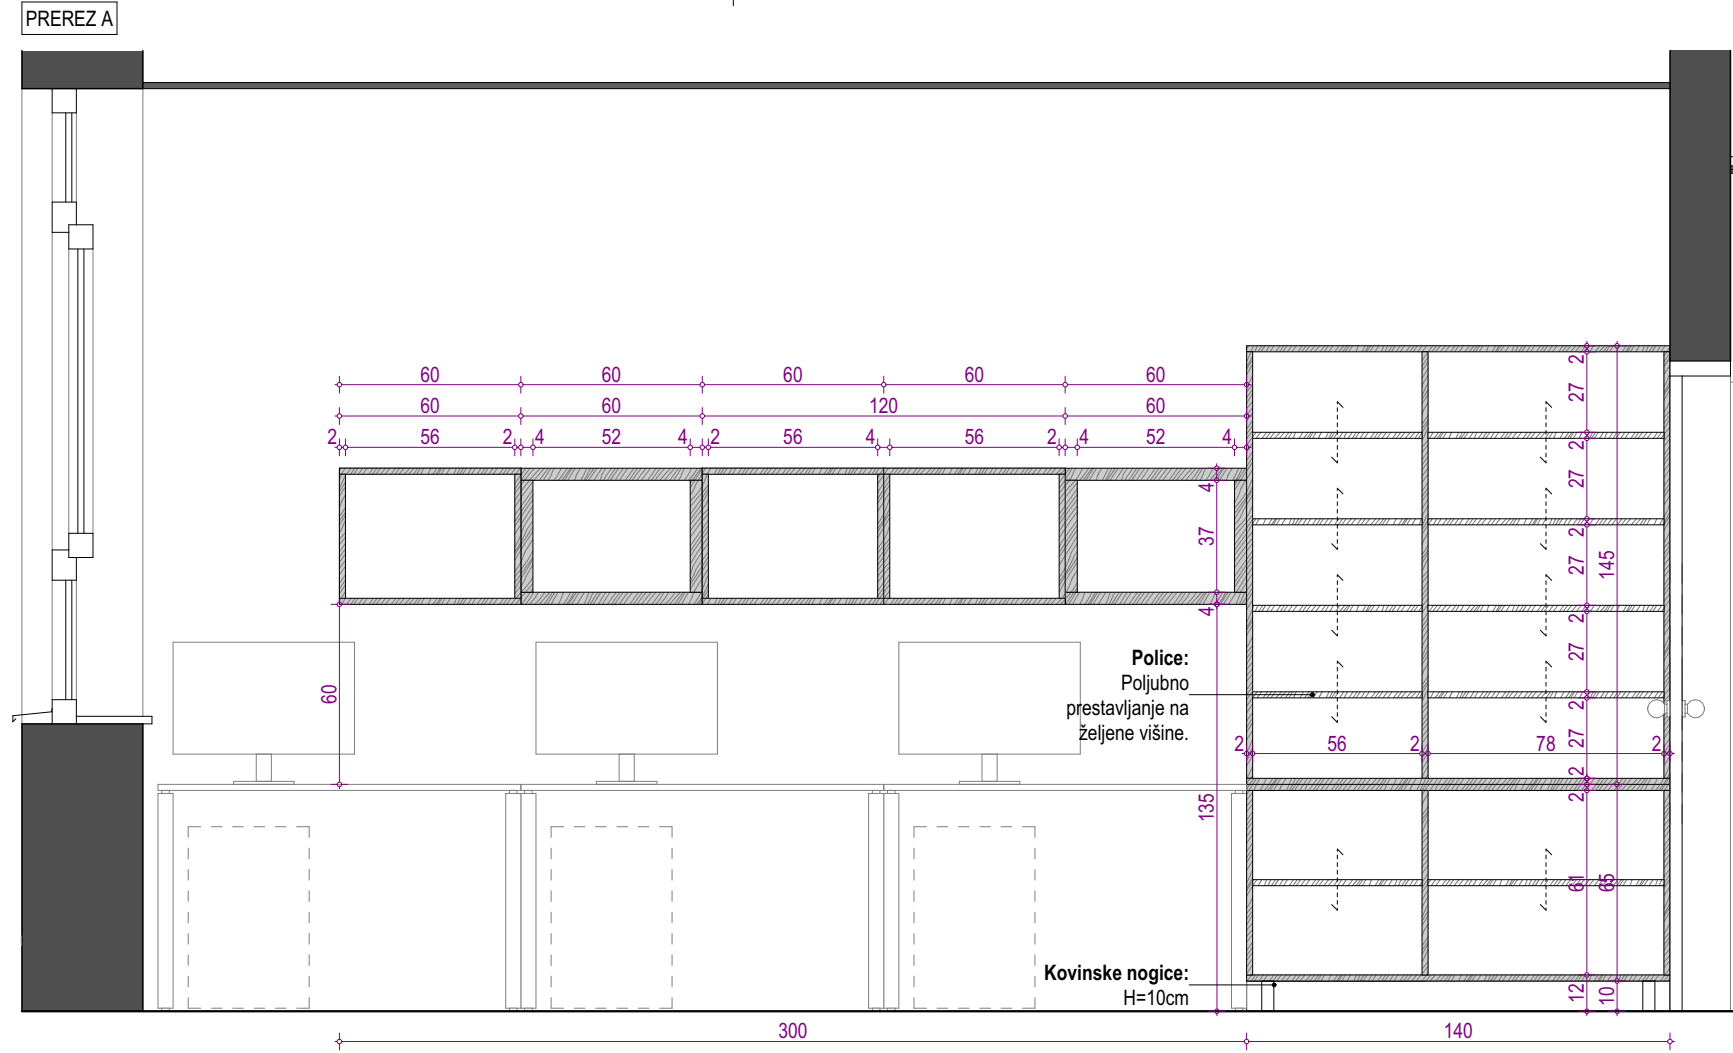 PREREZ A
60 60 60 60 60
60 60 120 60
2 56 2 4 52 4 2 56 4 56 2 4 52 4
2
27
2
27
2
27
2
27
2
27
2
2
61
12
145
65
10
4
37
4
135
60
Police:
Poljubno
prestavljanje na
željene višine.
2 56 2 78 2
Kovinske nogice:
H=10cm
300 140